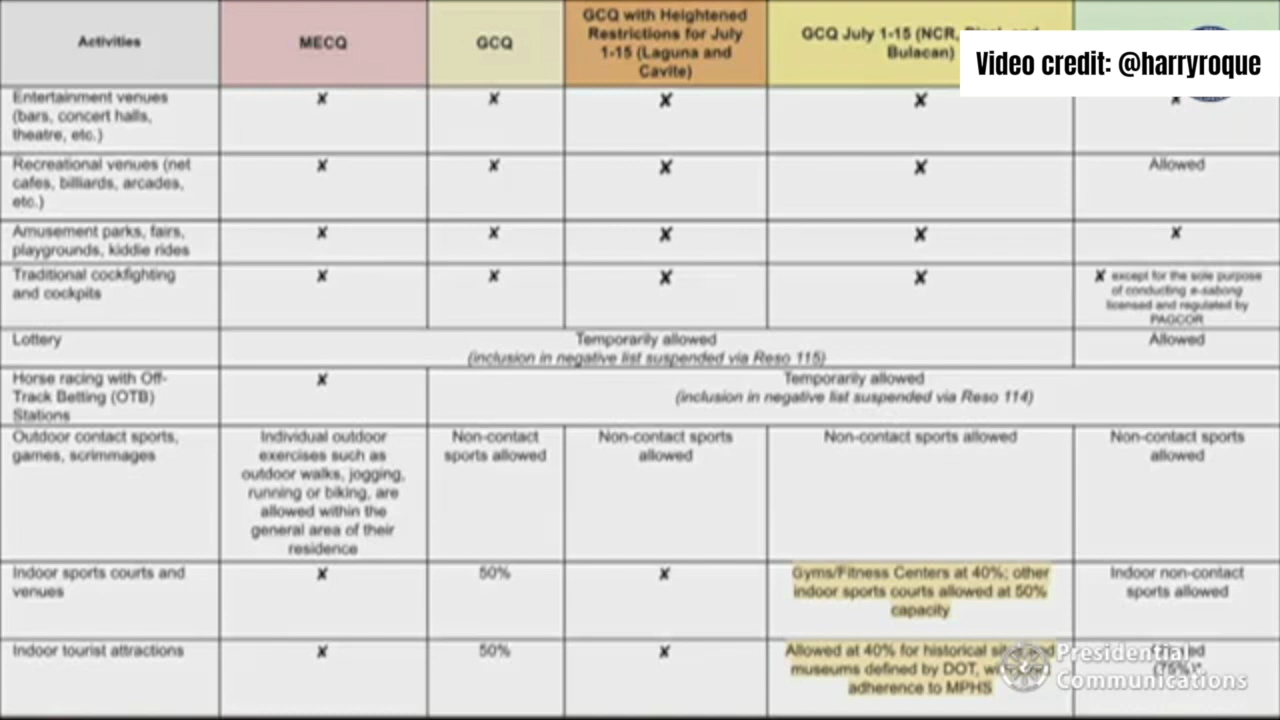 Activities
MECQ
GCQ
GCQ with Heightened
Restrictions for July
1-15 (Laguna and
Cavite)
GCQ July 1-15 (NCR,
Bulacan)
Video credit: @harryroque
Entertainment venues
(bars, concert halls,
theatre, etc.)
✘
✘
✘
✘
✘
Recreational venues (net
cafes, billiards, arcades,
etc.)
✘
✘
✘
✘
Allowed
Amusement parks, fairs,
playgrounds, kiddie rides
✘
✘
✘
✘
✘
Traditional cockfighting
and cockpits
✘
✘
✘
✘
✘ except for the sole purpose
of conducting e-sabong
licensed and regulated by
PAGCOR
Lottery
Temporarily allowed
(inclusion in negative list suspended via Reso 115)
Allowed
Horse racing with Off-
Track Betting (OTB)
Stations
✘
Temporarily allowed
(inclusion in negative list suspended via Reso 114)
Outdoor contact sports,
games, scrimmages
Individual outdoor
exercises such as
outdoor walks, jogging,
running or biking, are
allowed within the
general area of their
residence
Non-contact
sports allowed
Non-contact sports
allowed
Non-contact sports allowed
Non-contact sports
allowed
Indoor sports courts and
venues
✘
50%
✘
Gyms/Fitness Centers at 40%; other
indoor sports courts allowed at 50%
capacity
Indoor non-contact
sports allowed
Indoor tourist attractions
✘
50%
✘
Allowed at 40% for historical
museums defined by DOT,
adherence to MPHS
(75%)*
Presidential
Communications